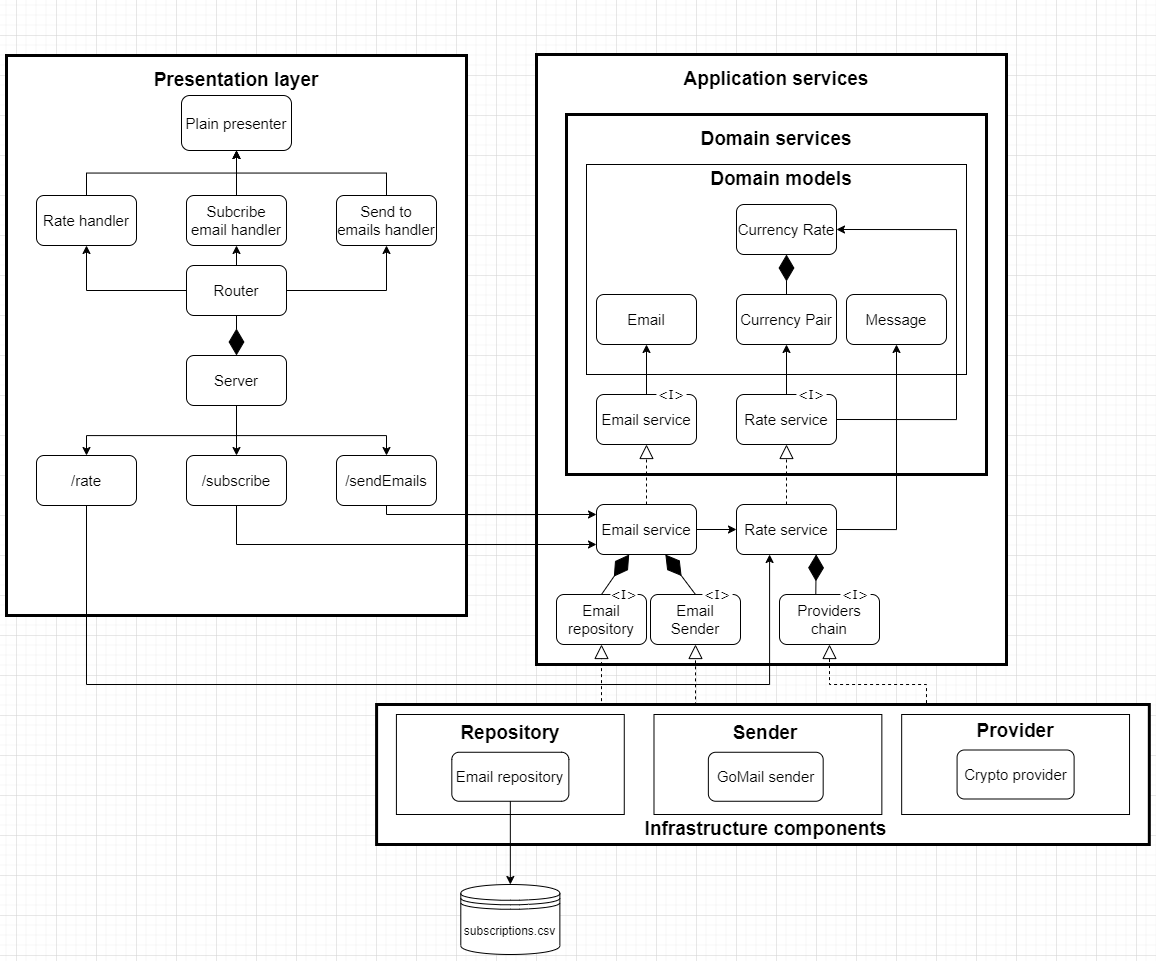 Presentation layer
Plain presenter
Rate handler
Subcribe
email handler
Send to
emails handler
Router
Server
/rate
/subscribe
/sendEmails
Application services
Domain services
Domain models
Currency Rate
Email
Currency Pair
Message
<I>
Email service
<I>
Rate service
Email service
Rate service
<I>
Email
repository
<I>
Email
Sender
<I>
Providers
chain
Repository
Email repository
Sender
GoMail sender
Provider
Crypto provider
Infrastructure components
subscriptions.csv